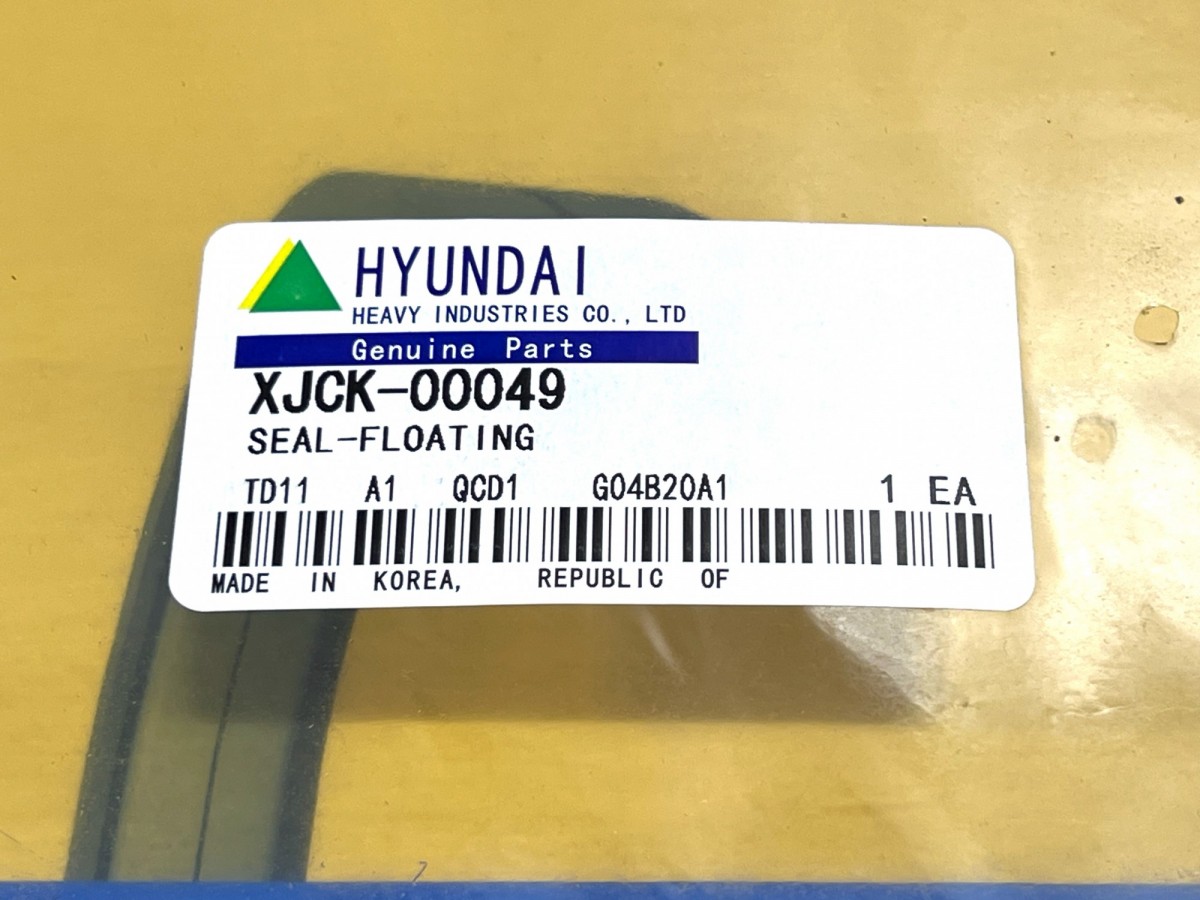 HYUNDAI
HEAVY INDUSTRIES CO., LTD
Genuine Parts
XJCK-00049
SEAL-FLOATING
TD11 A1 QCD1 G04B20A1 1 EA
MADE IN KOREA, REPUBLIC OF